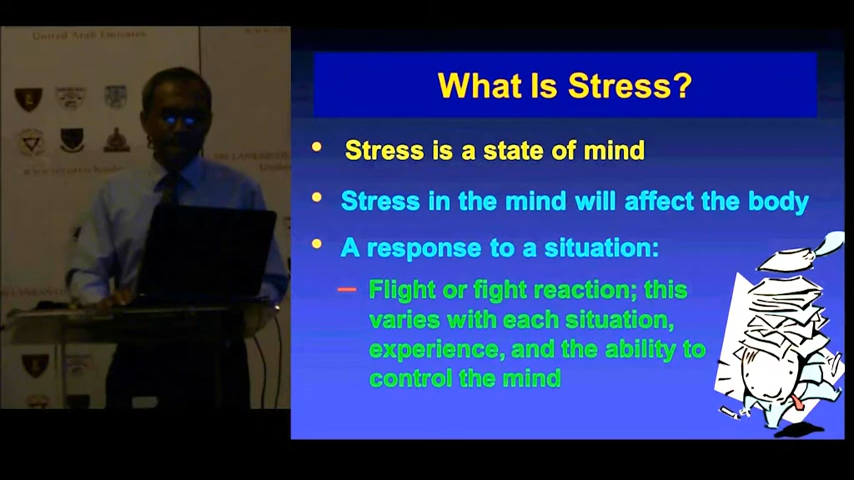 United Arab Emirates
What Is Stress?
• Stress is a state of mind
• Stress in the mind will affect the body
• A response to a situation:
– Flight or fight reaction; this
varies with each situation,
experience, and the ability to
control the mind